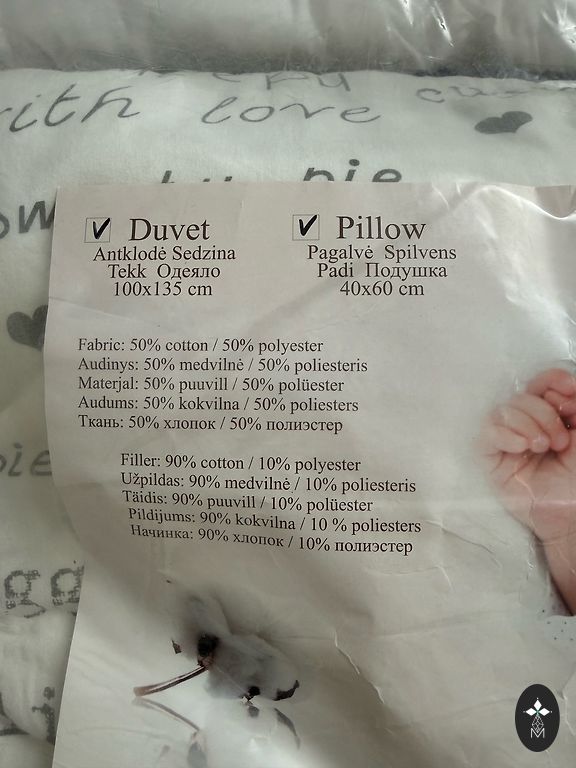 with love
Duvet
Antklodė Sedzina
Tekk Одеяло
100x135 cm
Pillow
Pagalvė Spilvens
Padi Подушка
40x60 cm
Fabric: 50% cotton / 50% polyester
Audinys: 50% medvilnė / 50% poliesteris
Materjal: 50% puuvill / 50% polüester
Audums: 50% kokvilna / 50% poliesters
Ткань: 50% хлопок / 50% полиэстер
Filler: 90% cotton / 10% polyester
Užpildas: 90% medvilnė / 10% poliesteris
Täidis: 90% puuvill / 10% polüester
Pildijums: 90% kokvilna / 10 % poliesters
Начинка: 90% хлопок / 10% полиэстер